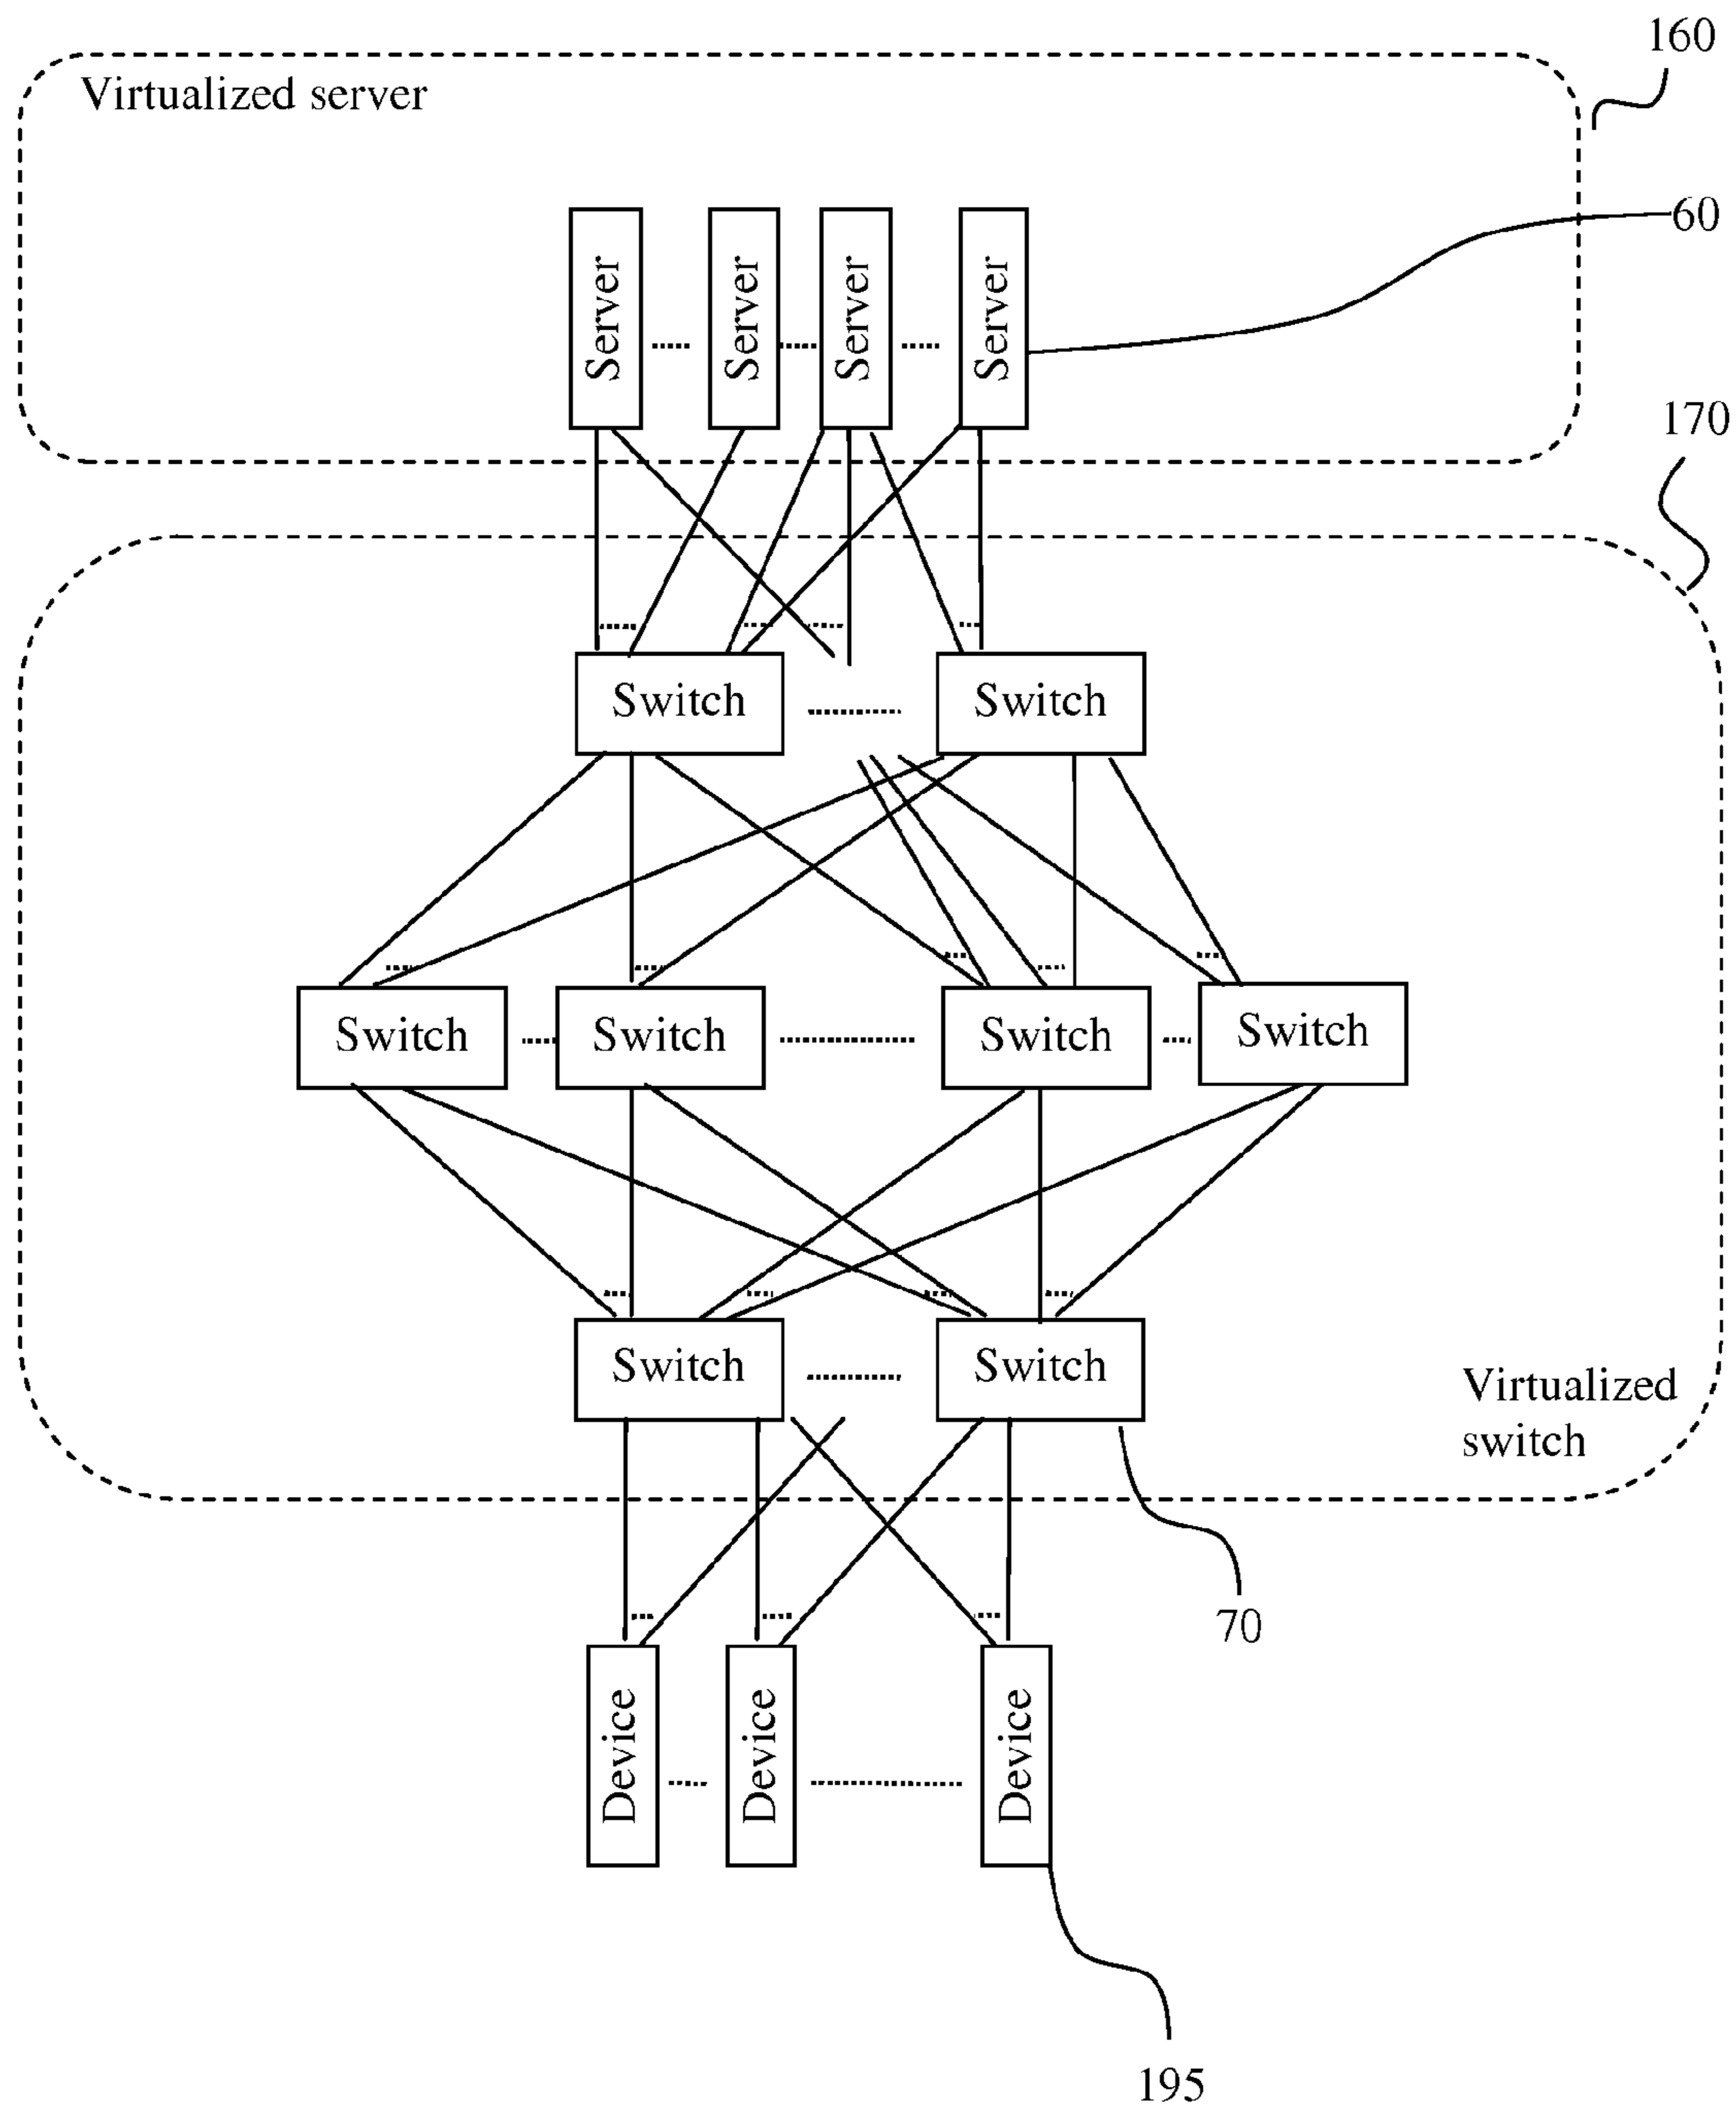 160
Virtualized server
60
Server
Server
Server
Server
170
Switch
Switch
Switch
Switch
Switch
Switch
Switch
Switch
Virtualized
switch
70
Device
Device
Device
195